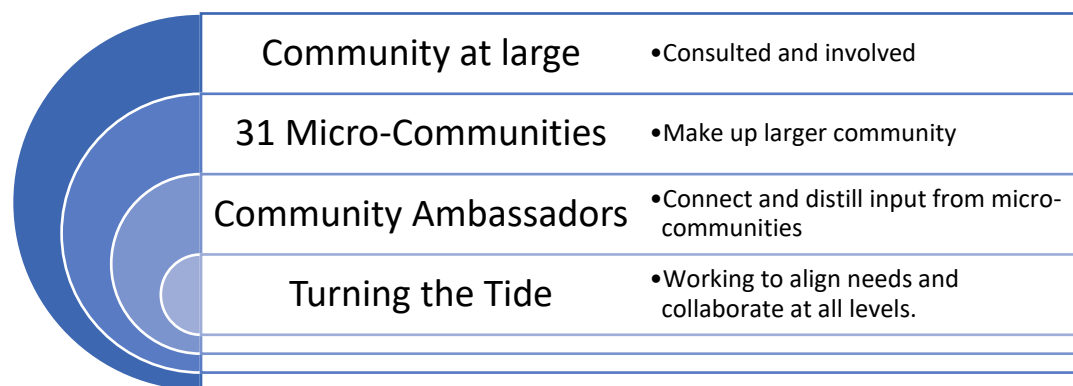 Community at large
•Consulted and involved
31 Micro-Communities
•Make up larger community
Community Ambassadors
•Connect and distill input from micro-
communities
Turning the Tide
•Working to align needs and
collaborate at all levels.